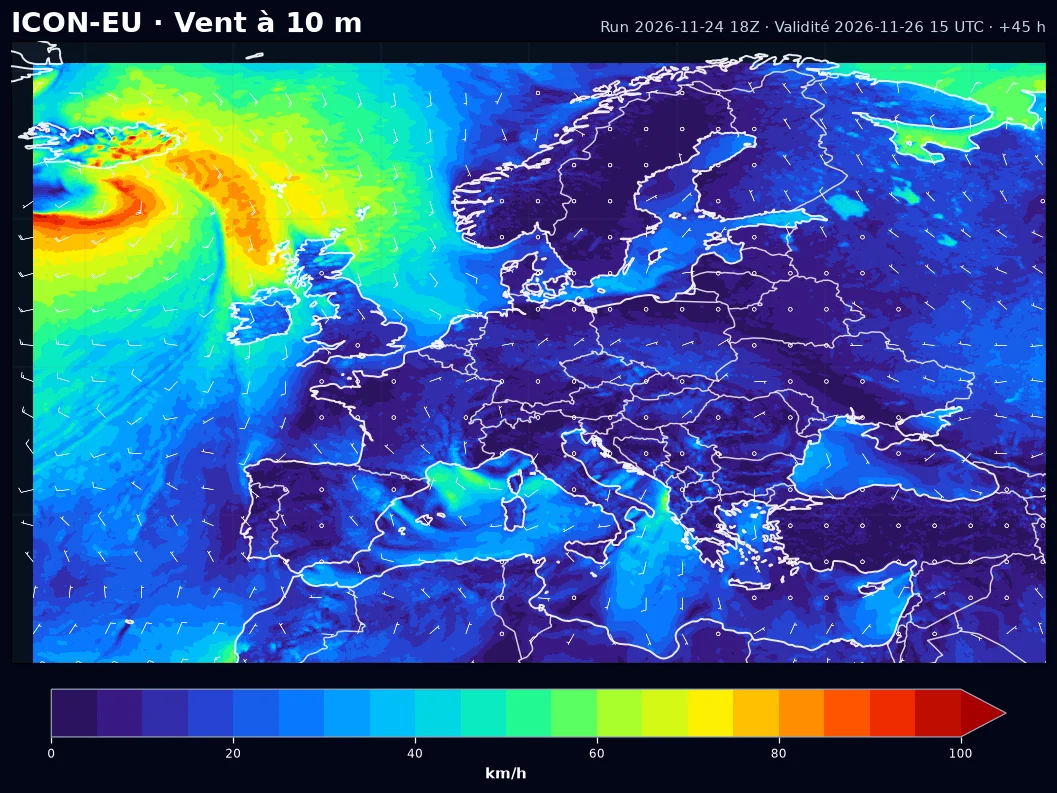 ICON-EU · Vent à 10 m
Run 2026-11-24 18Z · Validité 2026-11-26 15 UTC · +45 h
0 20 40 60 80 100
km/h